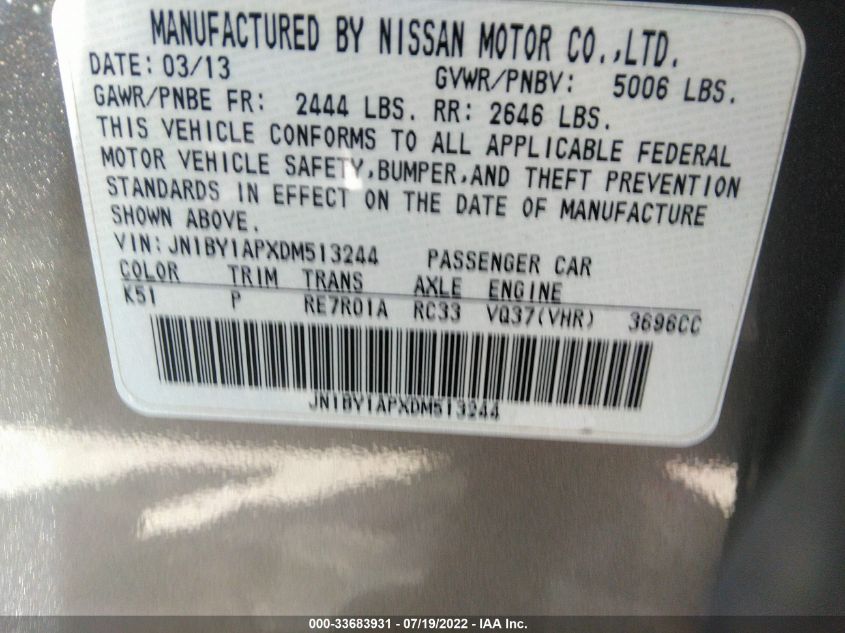 MANUFACTURED BY NISSAN MOTOR CO.,LTD.
DATE: 03/13 GVWR/PNBV: 5006 LBS.
GAWR/PNBE FR: 2444 LBS. RR: 2646 LBS.
THIS VEHICLE CONFORMS TO ALL APPLICABLE FEDERAL
MOTOR VEHICLE SAFETY,BUMPER,AND THEFT PREVENTION
STANDARDS IN EFFECT ON THE DATE OF MANUFACTURE
SHOWN ABOVE.
VIN:JN1BY1APXDM513244 PASSENGER CAR
COLOR TRIM TRANS AXLE ENGINE
K51 P RE7R01A RC33 VQ37(VHR) 3696CC
JN1BY1APXDM513244
000-33683931 - 07/19/2022 - IAA Inc.